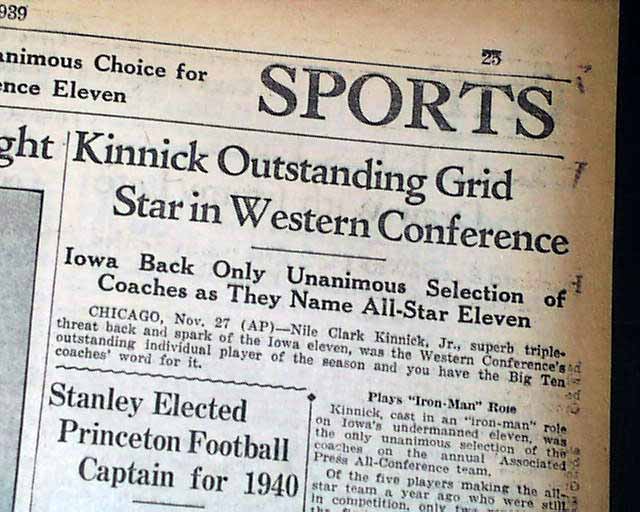 939
25
animous Choice for
ence Eleven
SPORTS
ght
Kinnick Outstanding Grid
Star in Western Conference
Iowa Back Only Unanimous Selection of
Coaches as They Name All-Star Eleven
CHICAGO, Nov. 27 (AP)—Nile Clark Kinnick, Jr., superb triple-
threat back and spark of the Iowa eleven, was the Western Conference's
outstanding individual player of the season and you have the Big Ten
coaches' word for it.
Stanley Elected
Princeton Football
Captain for 1940
Plays "Iron-Man" Role
Kinnick, cast in an "iron-man" role
on Iowa's undermanned eleven, was
the only unanimous selection of the
coaches on the annual Associated
Press All-Conference team.
Of the five players making the all-
star team a year ago who were still
in competition, only two